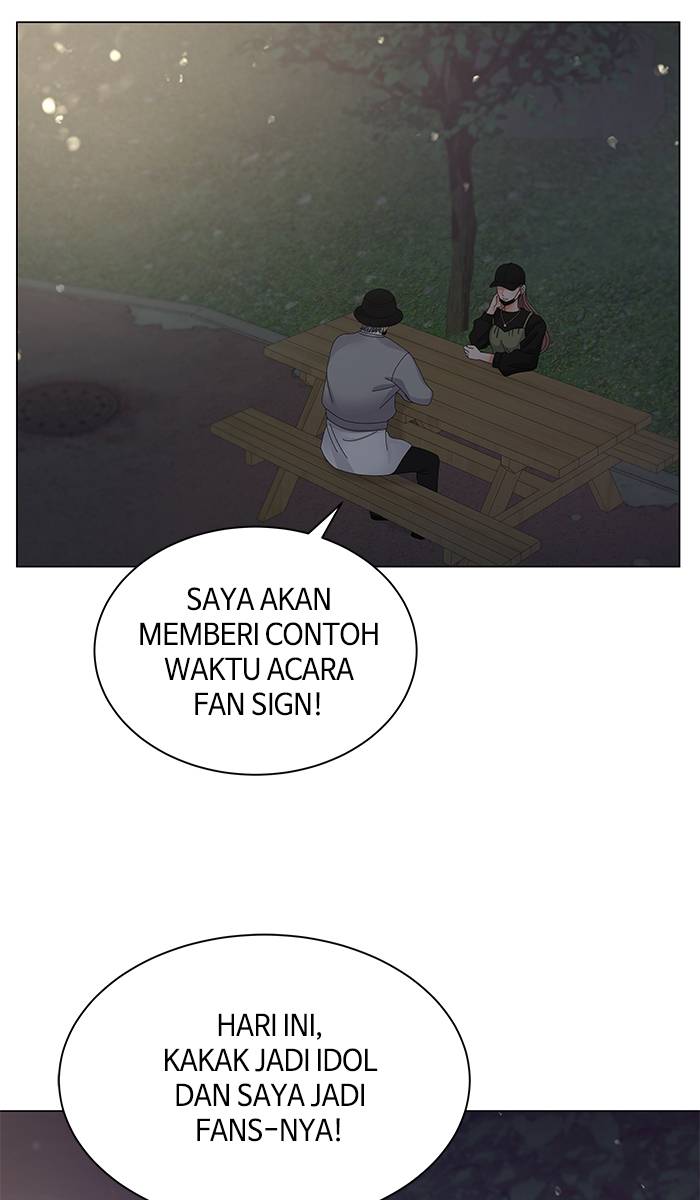 SAYA AKAN
MEMBERI CONTOH
WAKTU ACARA
FAN SIGN!
HARI INI,
KAKAK JADI IDOL
DAN SAYA JADI
FANS-NYA!